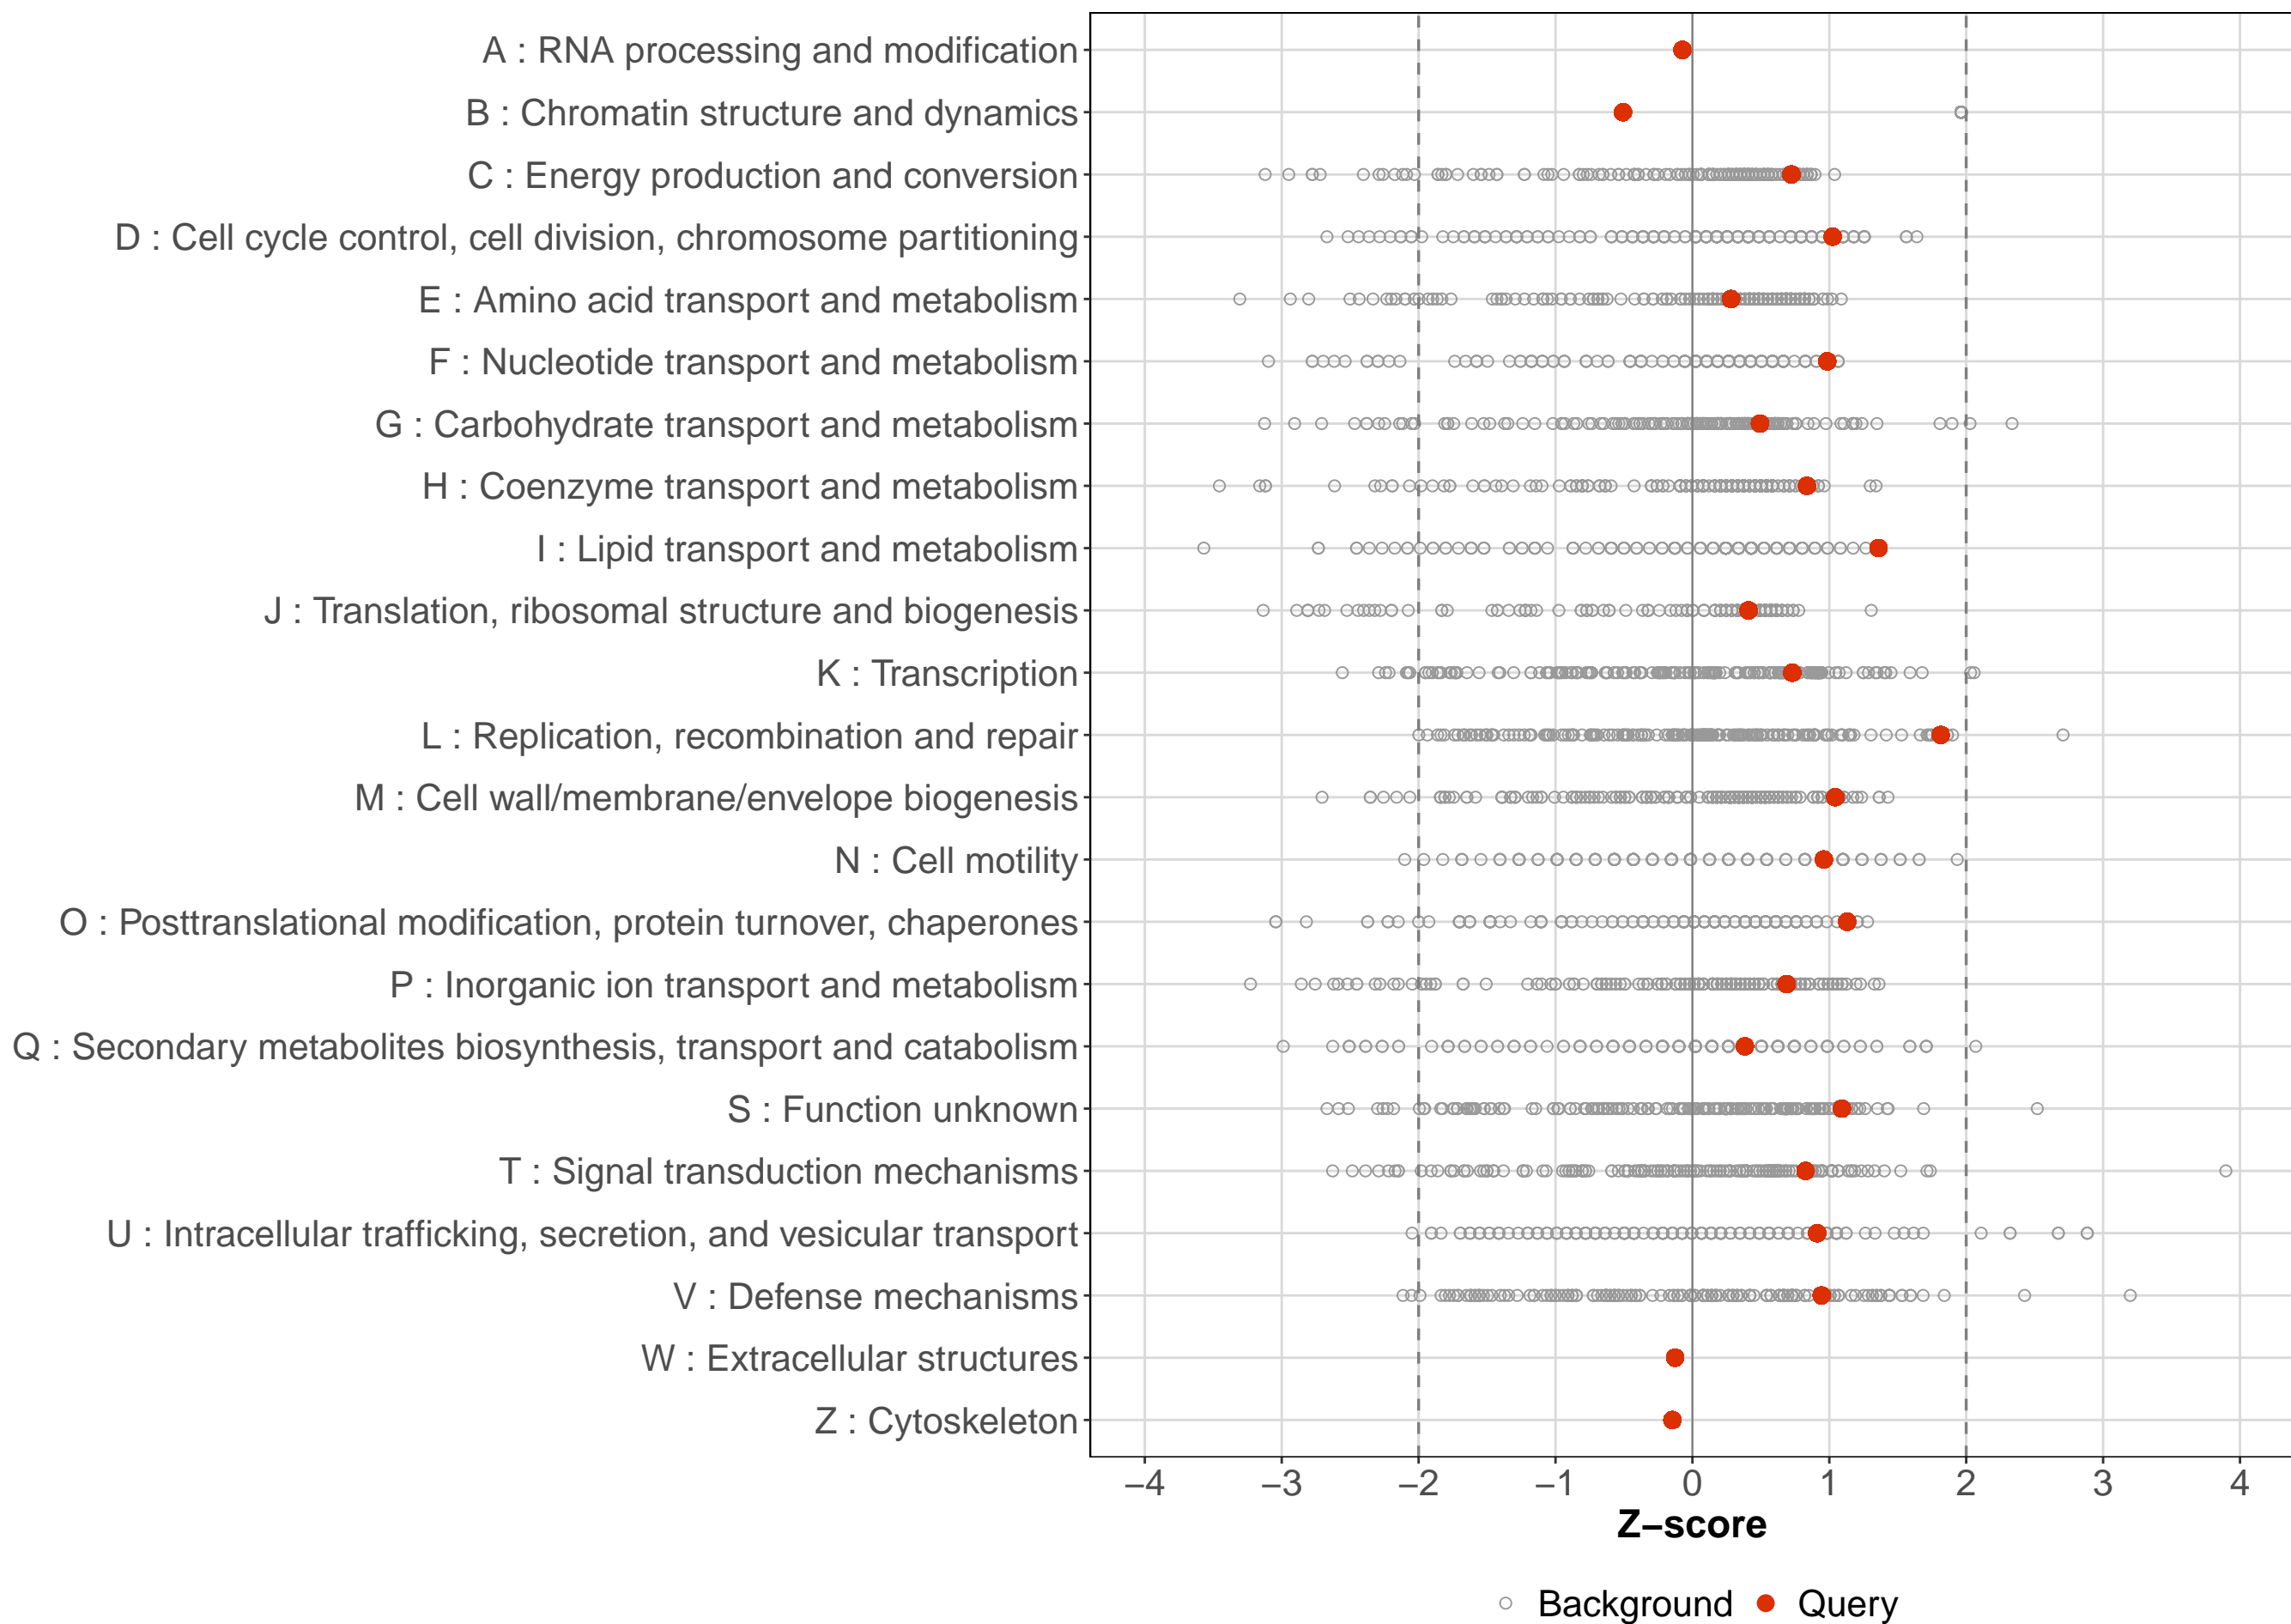 A : RNA processing and modification
B : Chromatin structure and dynamics
C : Energy production and conversion
D : Cell cycle control, cell division, chromosome partitioning
E : Amino acid transport and metabolism
F : Nucleotide transport and metabolism
G : Carbohydrate transport and metabolism
H : Coenzyme transport and metabolism
I : Lipid transport and metabolism
J : Translation, ribosomal structure and biogenesis
K : Transcription
L : Replication, recombination and repair
M : Cell wall/membrane/envelope biogenesis
N : Cell motility
O : Posttranslational modification, protein turnover, chaperones
P : Inorganic ion transport and metabolism
Q : Secondary metabolites biosynthesis, transport and catabolism
S : Function unknown
T : Signal transduction mechanisms
U : Intracellular trafficking, secretion, and vesicular transport
V : Defense mechanisms
W : Extracellular structures
Z : Cytoskeleton
−4 −3 −2 −1 0 1 2 3 4
Z−score
Background Query